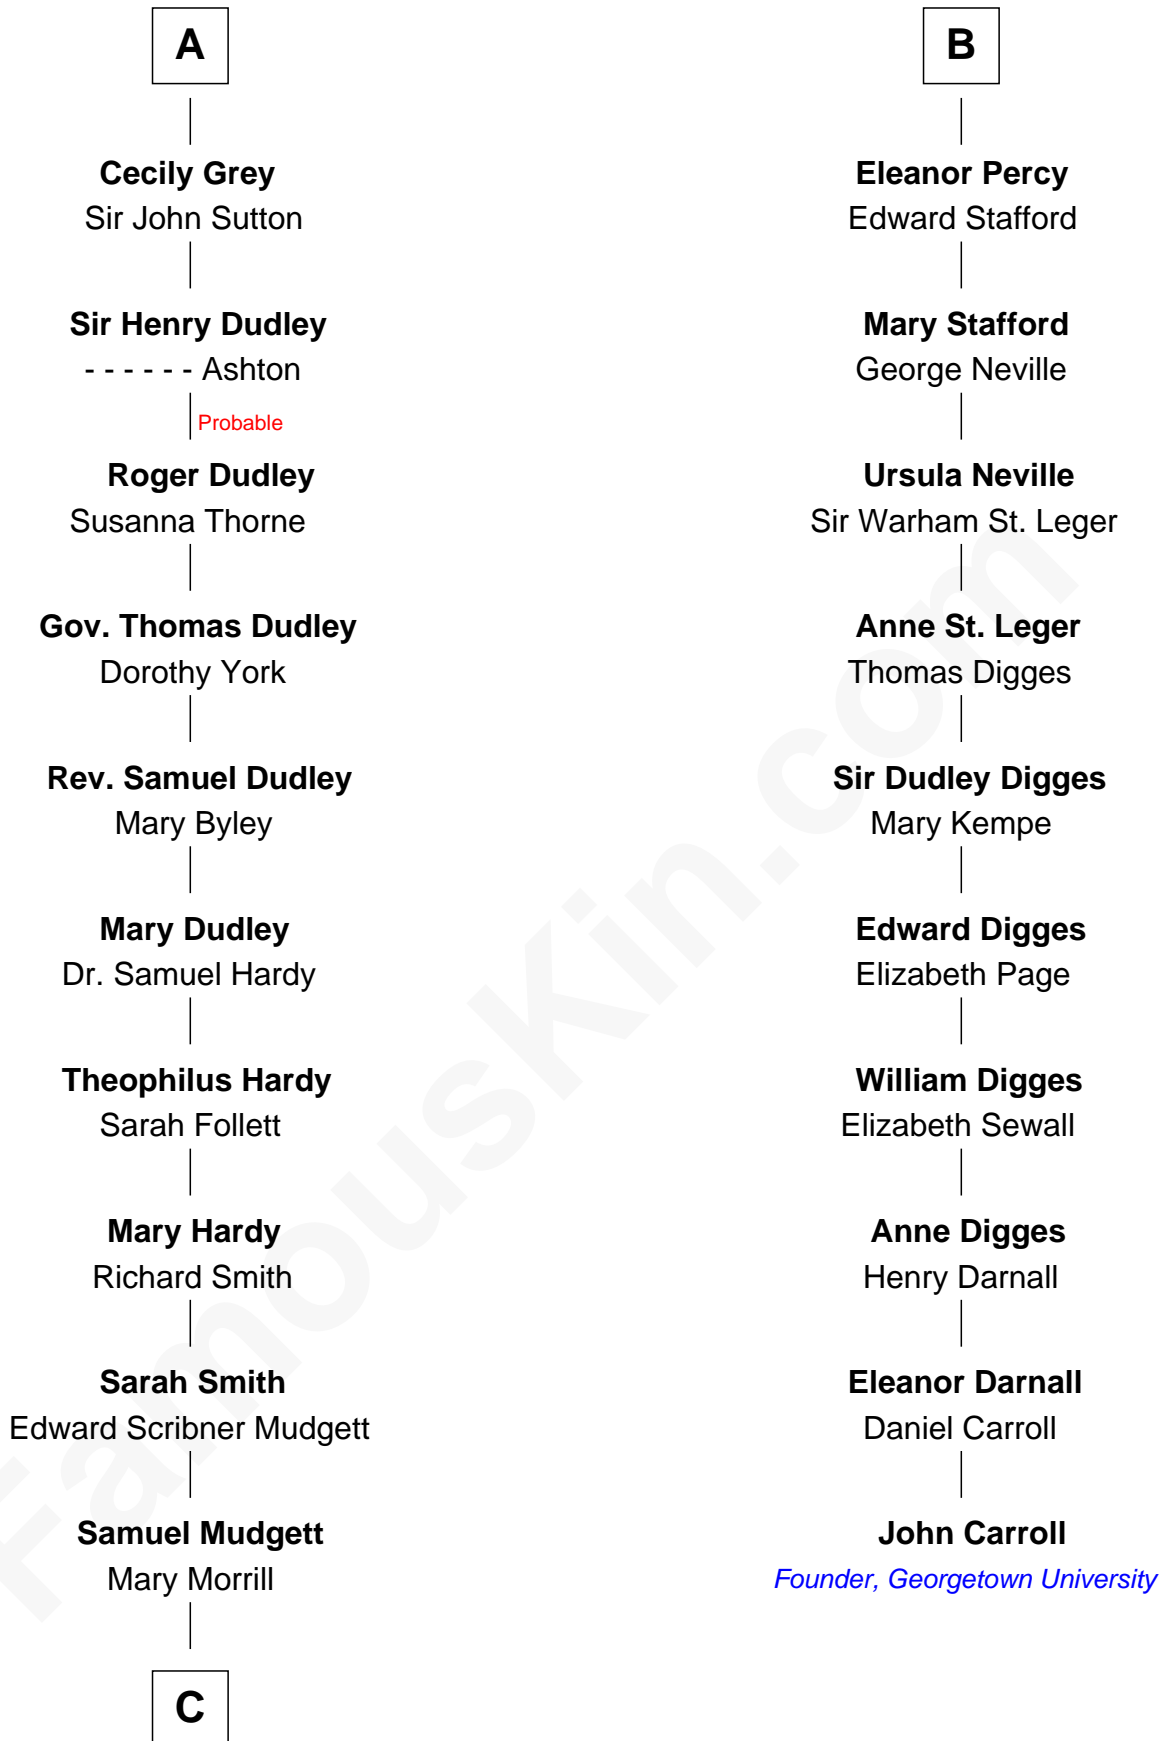 A
Cecily Grey
Sir John Sutton
Sir Henry Dudley
- - - - - - Ashton
Probable
Roger Dudley
Susanna Thorne
Gov. Thomas Dudley
Dorothy York
Rev. Samuel Dudley
Mary Byley
Mary Dudley
Dr. Samuel Hardy
Theophilus Hardy
Sarah Follett
Mary Hardy
Richard Smith
Sarah Smith
Edward Scribner Mudgett
Samuel Mudgett
Mary Morrill
C
B
Eleanor Percy
Edward Stafford
Mary Stafford
George Neville
Ursula Neville
Sir Warham St. Leger
Anne St. Leger
Thomas Digges
Sir Dudley Digges
Mary Kempe
Edward Digges
Elizabeth Page
William Digges
Elizabeth Sewall
Anne Digges
Henry Darnall
Eleanor Darnall
Daniel Carroll
John Carroll
Founder, Georgetown University
FamousKin.com